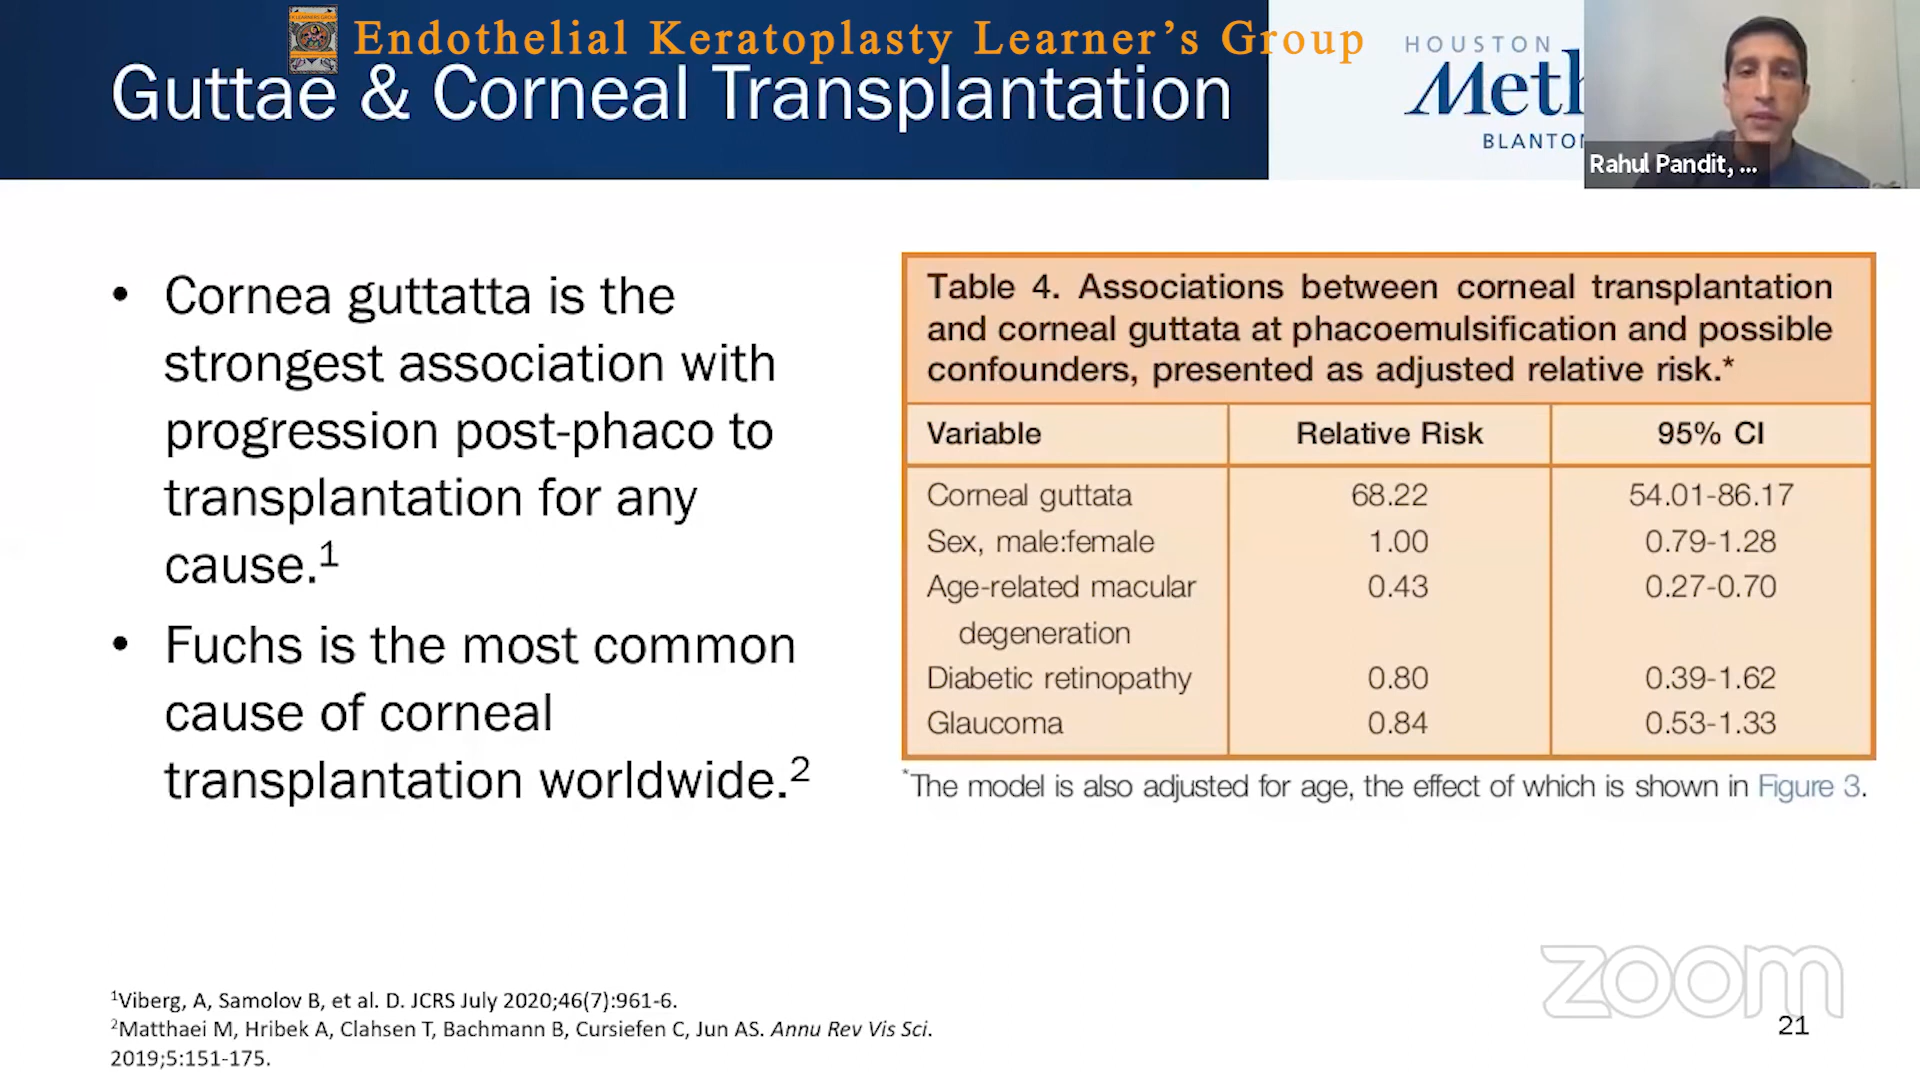 Endothelial Keratoplasty Learner's Group
Guttae & Corneal Transplantation
HOUSTON
BLANTO
Rahul Pandit, ...
• Cornea guttatta is the
strongest association with
progression post-phaco to
transplantation for any
cause.1
• Fuchs is the most common
cause of corneal
transplantation worldwide.2
Table 4. Associations between corneal transplantation
and corneal guttata at phacoemulsification and possible
confounders, presented as adjusted relative risk.*
Variable Relative Risk 95% CI
Corneal guttata 68.22 54.01-86.17
Sex, male:female 1.00 0.79-1.28
Age-related macular 0.43 0.27-0.70
degeneration
Diabetic retinopathy 0.80 0.39-1.62
Glaucoma 0.84 0.53-1.33
*The model is also adjusted for age, the effect of which is shown in Figure 3.
1Viberg, A, Samolov B, et al. D. JCRS July 2020;46(7):961-6.
2Matthaei M, Hribek A, Clahsen T, Bachmann B, Cursiefen C, Jun AS. Annu Rev Vis Sci.
2019;5:151-175.
zoom
21